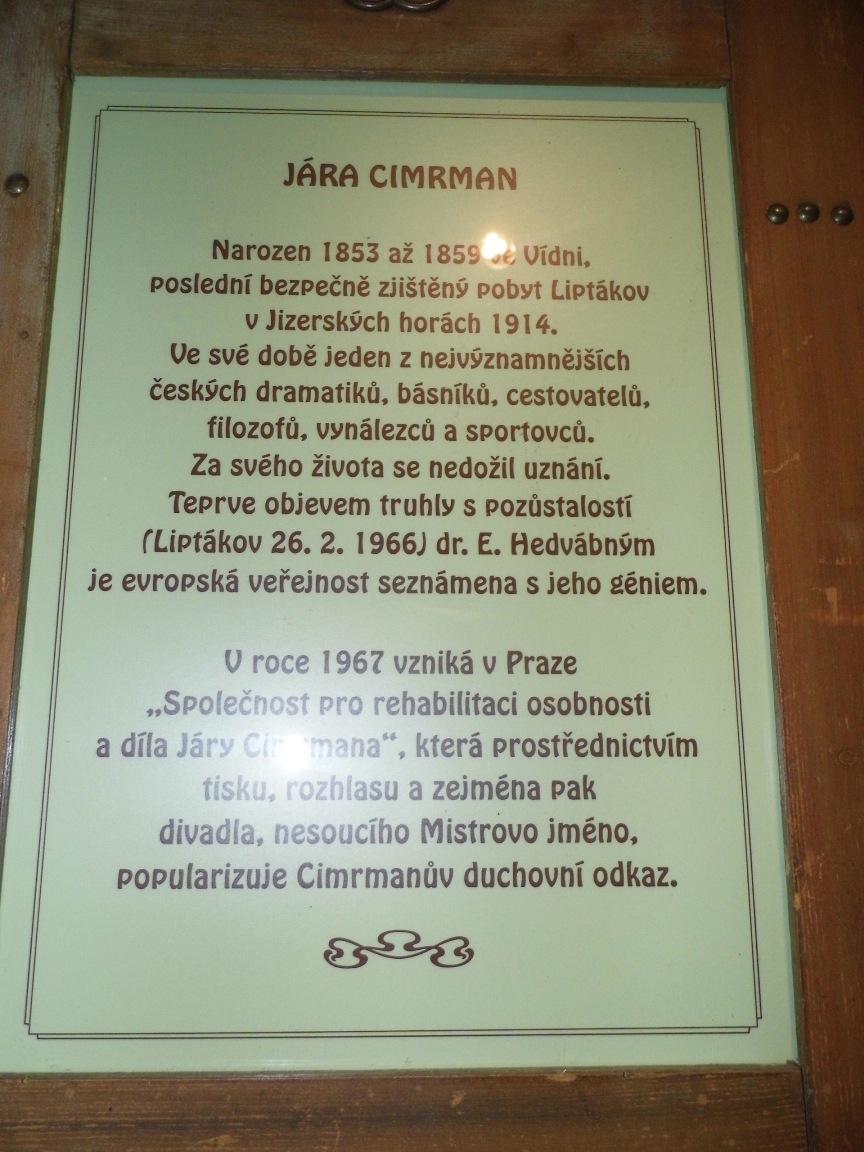 JÁRA CIMRMAN
Narozen 1853 až 1859 ve Vídni,
poslední bezpečně zjištěný pobyt Liptákov
v Jizerských horách 1914.
Ve své době jeden z nejvýznamnějších
českých dramatiků, básníků, cestovatelů,
filozofů, vynálezců a sportovců.
Za svého života se nedožil uznání.
Teprve objevem truhly s pozůstalostí
(Liptákov 26. 2. 1966) dr. E. Hedvábným
je evropská veřejnost seznámena s jeho géniem.
V roce 1967 vzniká v Praze
„Společnost pro rehabilitaci osobnosti
a díla Járy Cimrmana“, která prostřednictvím
tisku, rozhlasu a zejména pak
divadla, nesoucího Mistrovo jméno,
popularizuje Cimrmanův duchovní odkaz.